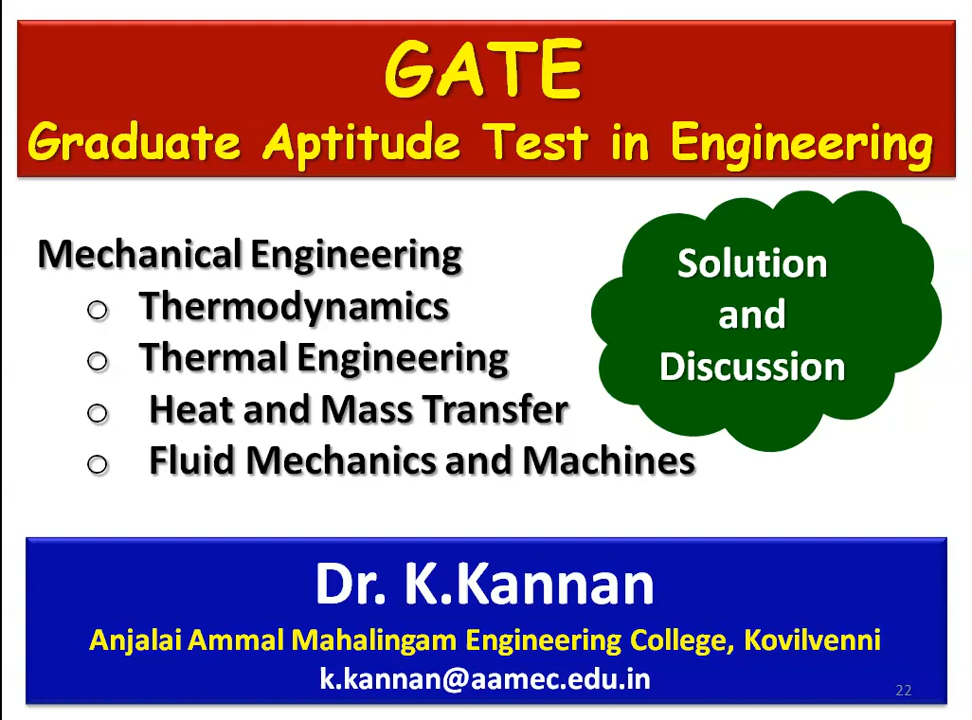 GATE
Graduate Aptitude Test in Engineering
Mechanical Engineering
o Thermodynamics
o Thermal Engineering
o Heat and Mass Transfer
o Fluid Mechanics and Machines
Solution
and
Discussion
Dr. K.Kannan
Anjalai Ammal Mahalingam Engineering College, Kovilvenni
k.kannan@aamec.edu.in
22